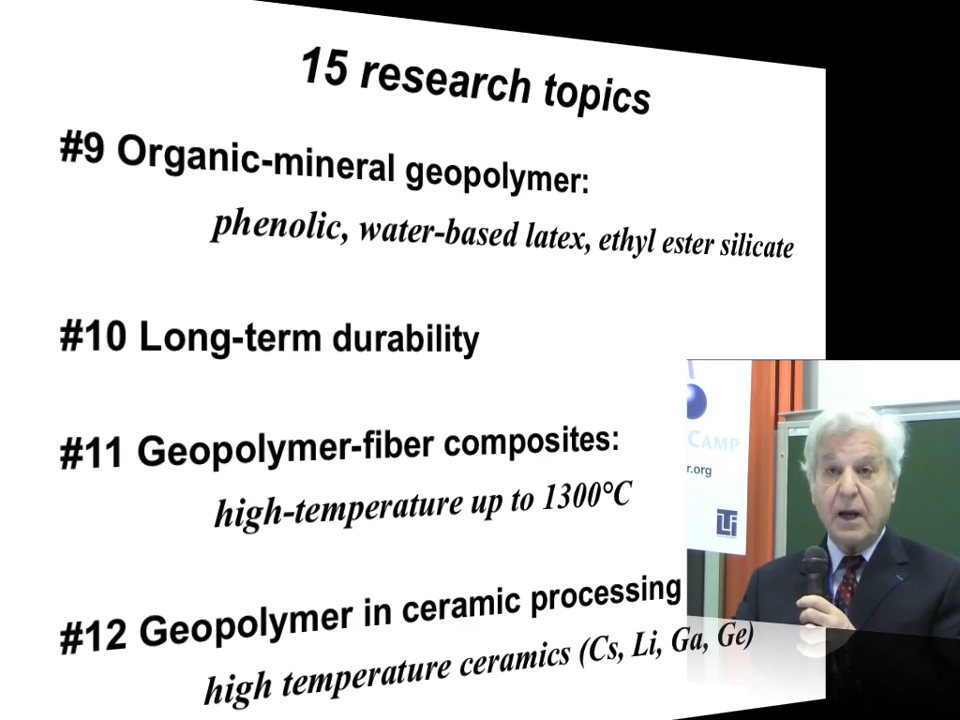 15 research topics
#9 Organic-mineral geopolymer:
phenolic, water-based latex, ethyl ester silicate
#10 Long-term durability
#11 Geopolymer-fiber composites:
high-temperature up to 1300°C
#12 Geopolymer in ceramic processing
high temperature ceramics (Cs, Li, Ga, Ge)
CAMP
r.org